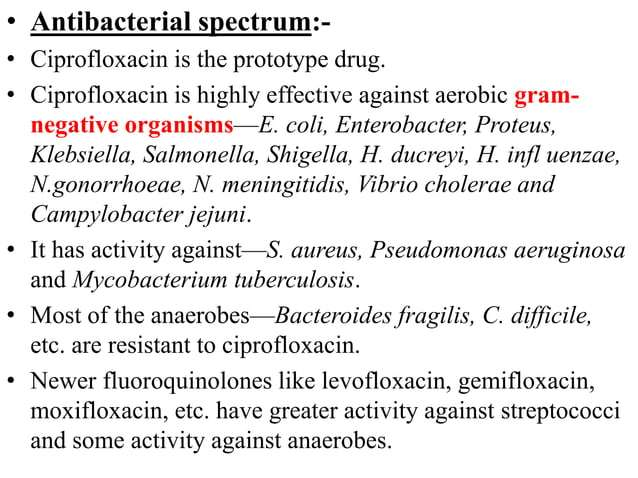 • Antibacterial spectrum:-
• Ciprofloxacin is the prototype drug.
• Ciprofloxacin is highly effective against aerobic gram-
negative organisms—E. coli, Enterobacter, Proteus,
Klebsiella, Salmonella, Shigella, H. ducreyi, H. infl uenzae,
N.gonorrhoeae, N. meningitidis, Vibrio cholerae and
Campylobacter jejuni.
• It has activity against—S. aureus, Pseudomonas aeruginosa
and Mycobacterium tuberculosis.
• Most of the anaerobes—Bacteroides fragilis, C. difficile,
etc. are resistant to ciprofloxacin.
• Newer fluoroquinolones like levofloxacin, gemifloxacin,
moxifloxacin, etc. have greater activity against streptococci
and some activity against anaerobes.